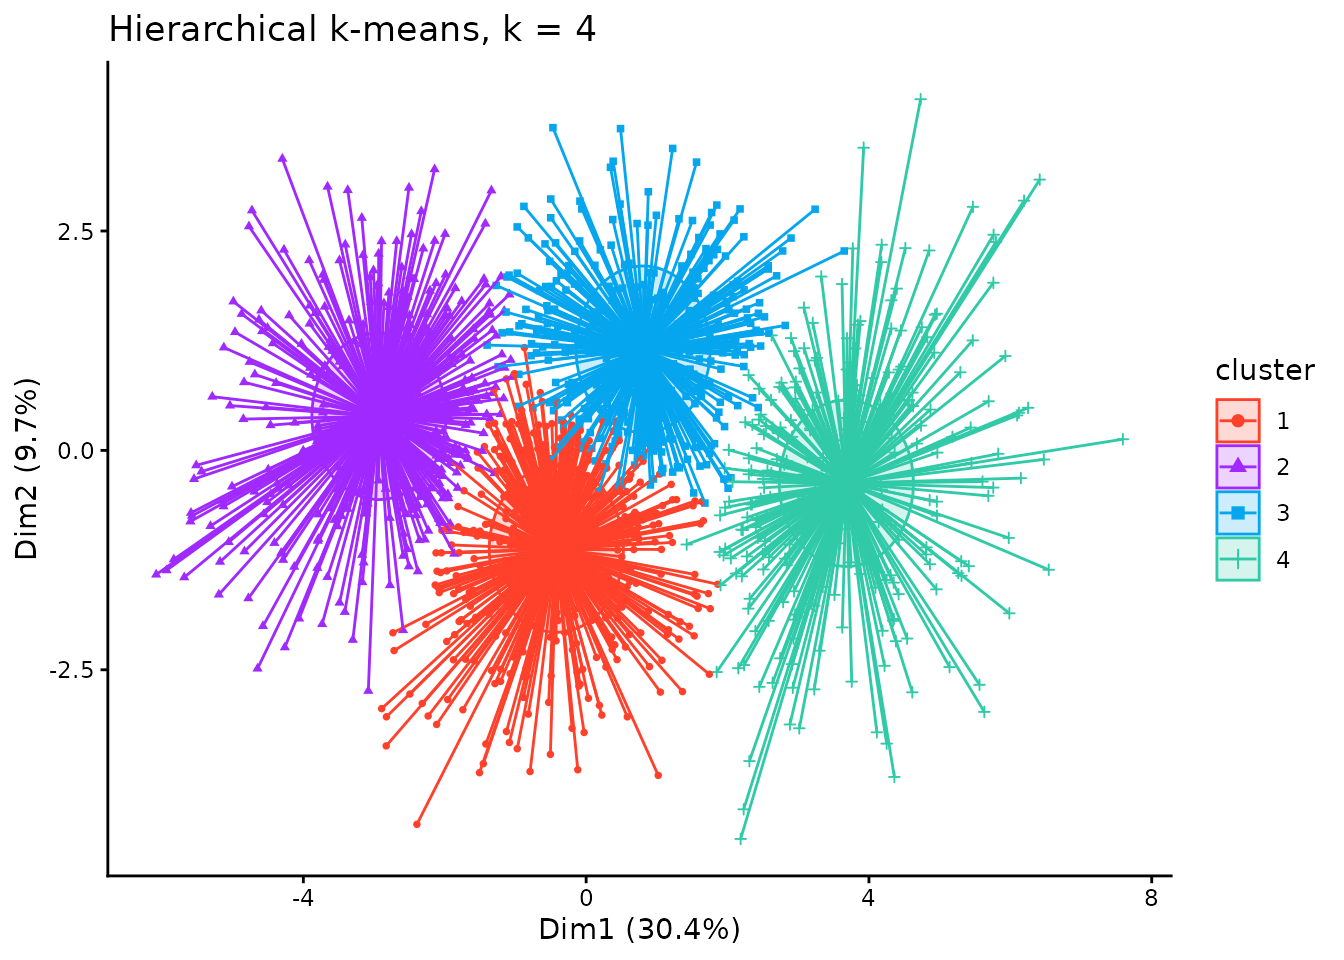 Hierarchical k-means, k = 4
2.5
0.0
-2.5
Dim2 (9.7%)
-4
0
4
8
Dim1 (30.4%)
cluster
1
2
3
4